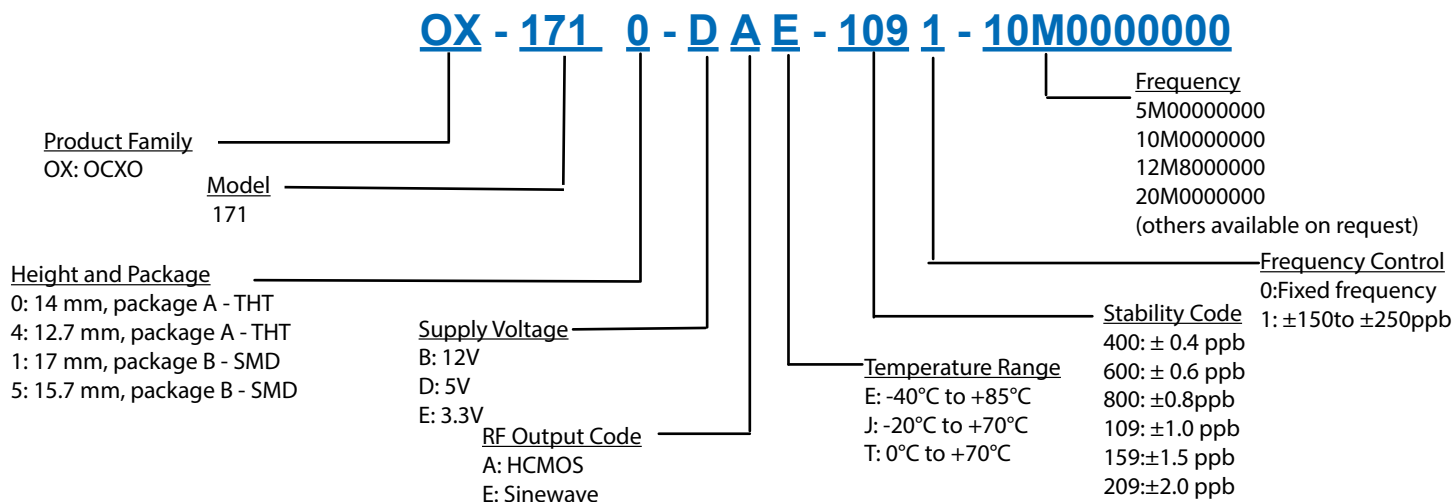 OX - 171 0 - D A E - 109 1 - 10M0000000
Product Family
OX: OCXO
Model
171
Height and Package
0: 14 mm, package A - THT
4: 12.7 mm, package A - THT
1: 17 mm, package B - SMD
5: 15.7 mm, package B - SMD
Supply Voltage
B: 12V
D: 5V
E: 3.3V
RF Output Code
A: HCMOS
E: Sinewave
Temperature Range
E: -40°C to +85°C
J: -20°C to +70°C
T: 0°C to +70°C
Stability Code
400: ± 0.4 ppb
600: ± 0.6 ppb
800: ±0.8ppb
109: ±1.0 ppb
159:±1.5 ppb
209:±2.0 ppb
Frequency Control
0:Fixed frequency
1: ±150to ±250ppb
Frequency
5M00000000
10M0000000
12M8000000
20M0000000
(others available on request)